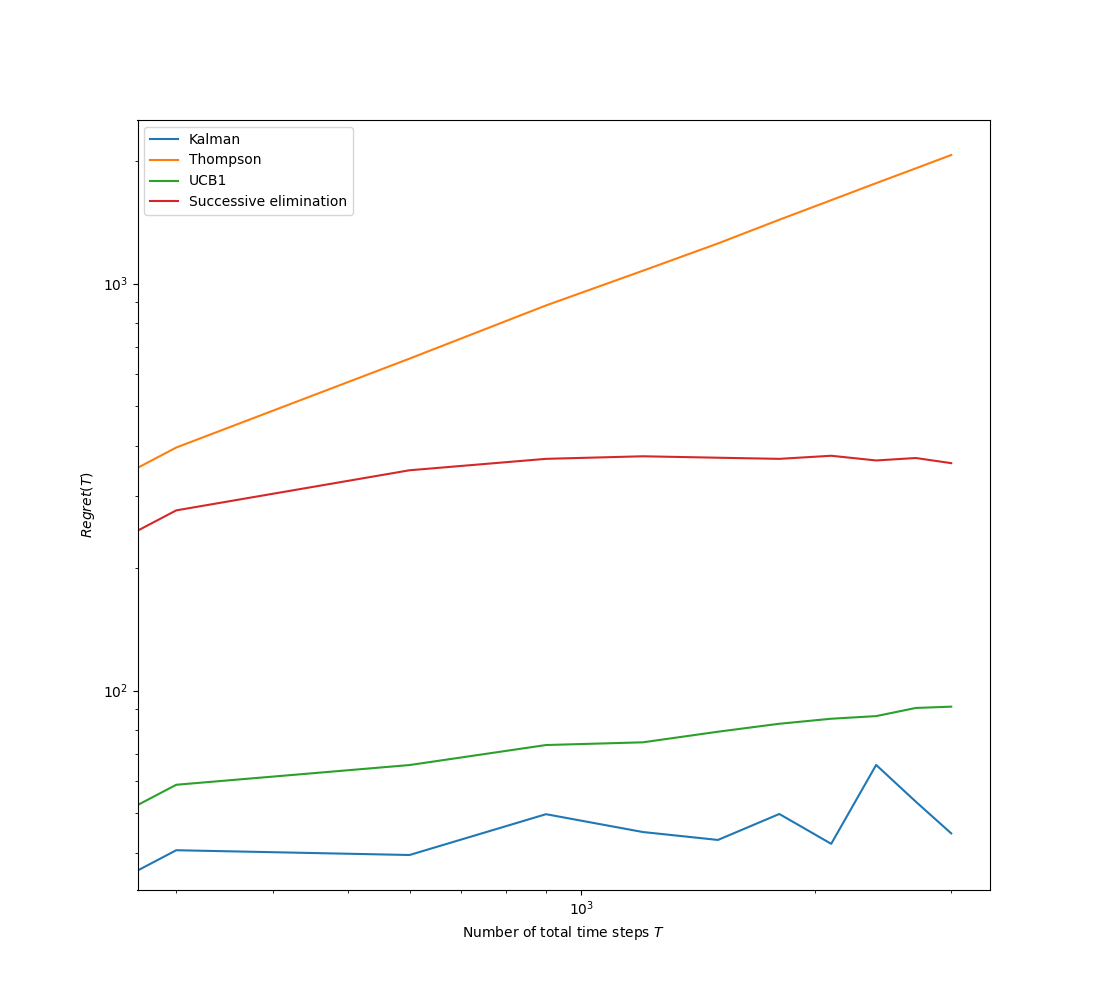 Kalman
Thompson
UCB1
Successive elimination
10³
10²
Regret(T)
10³
Number of total time steps T